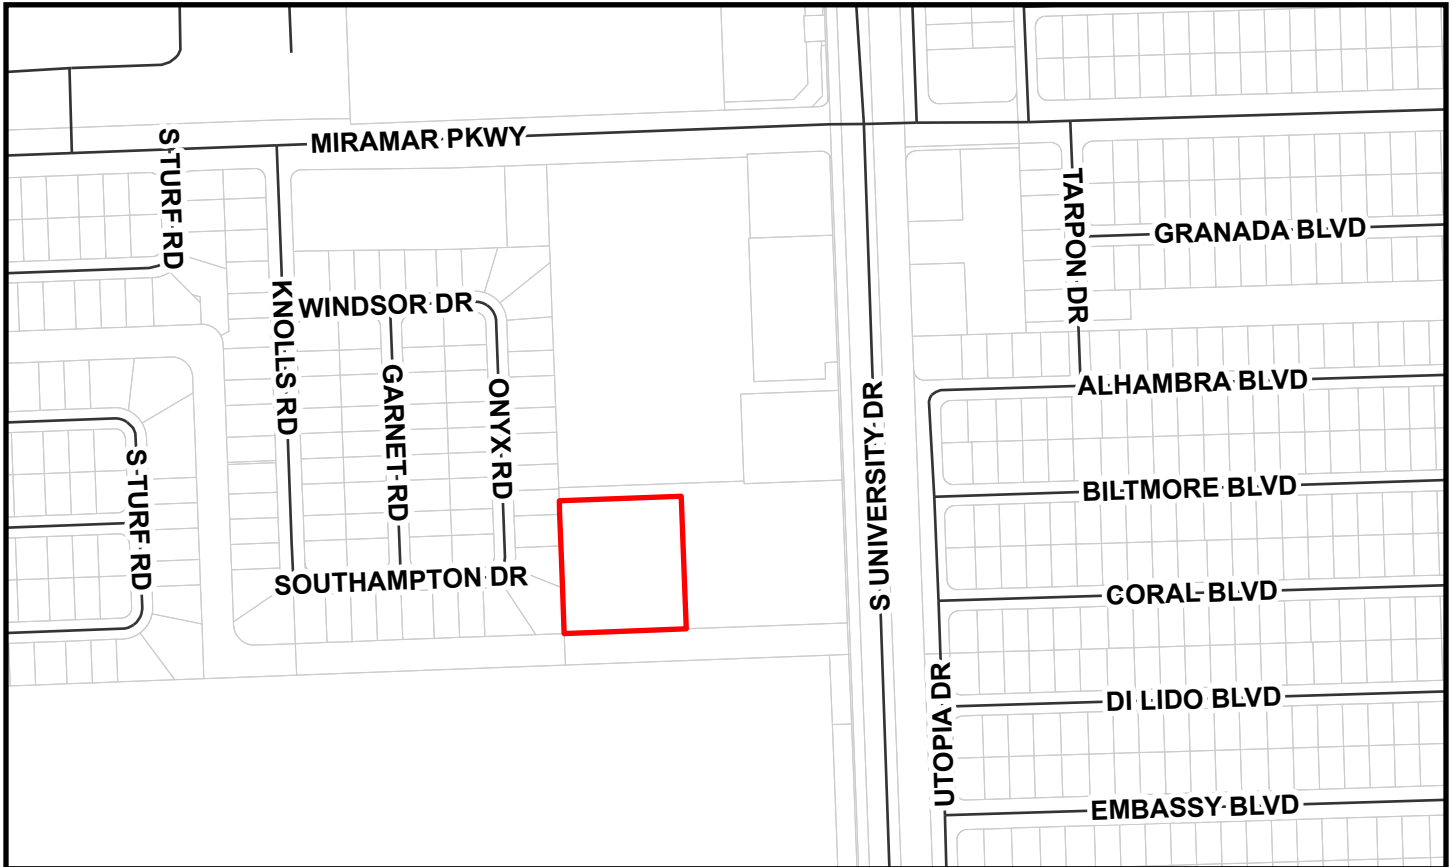 MIRAMAR PKWY
S TURF RD
TARPON DR
GRANADA BLVD
KNOLLS RD
WINDSOR DR
GARNET RD
ONYX RD
ALHAMBRA BLVD
S UNIVERSITY DR
S TURF RD
BILTMORE BLVD
SOUTHAMPTON DR
CORAL BLVD
UTOPIA DR
DI LIDO BLVD
EMBASSY BLVD